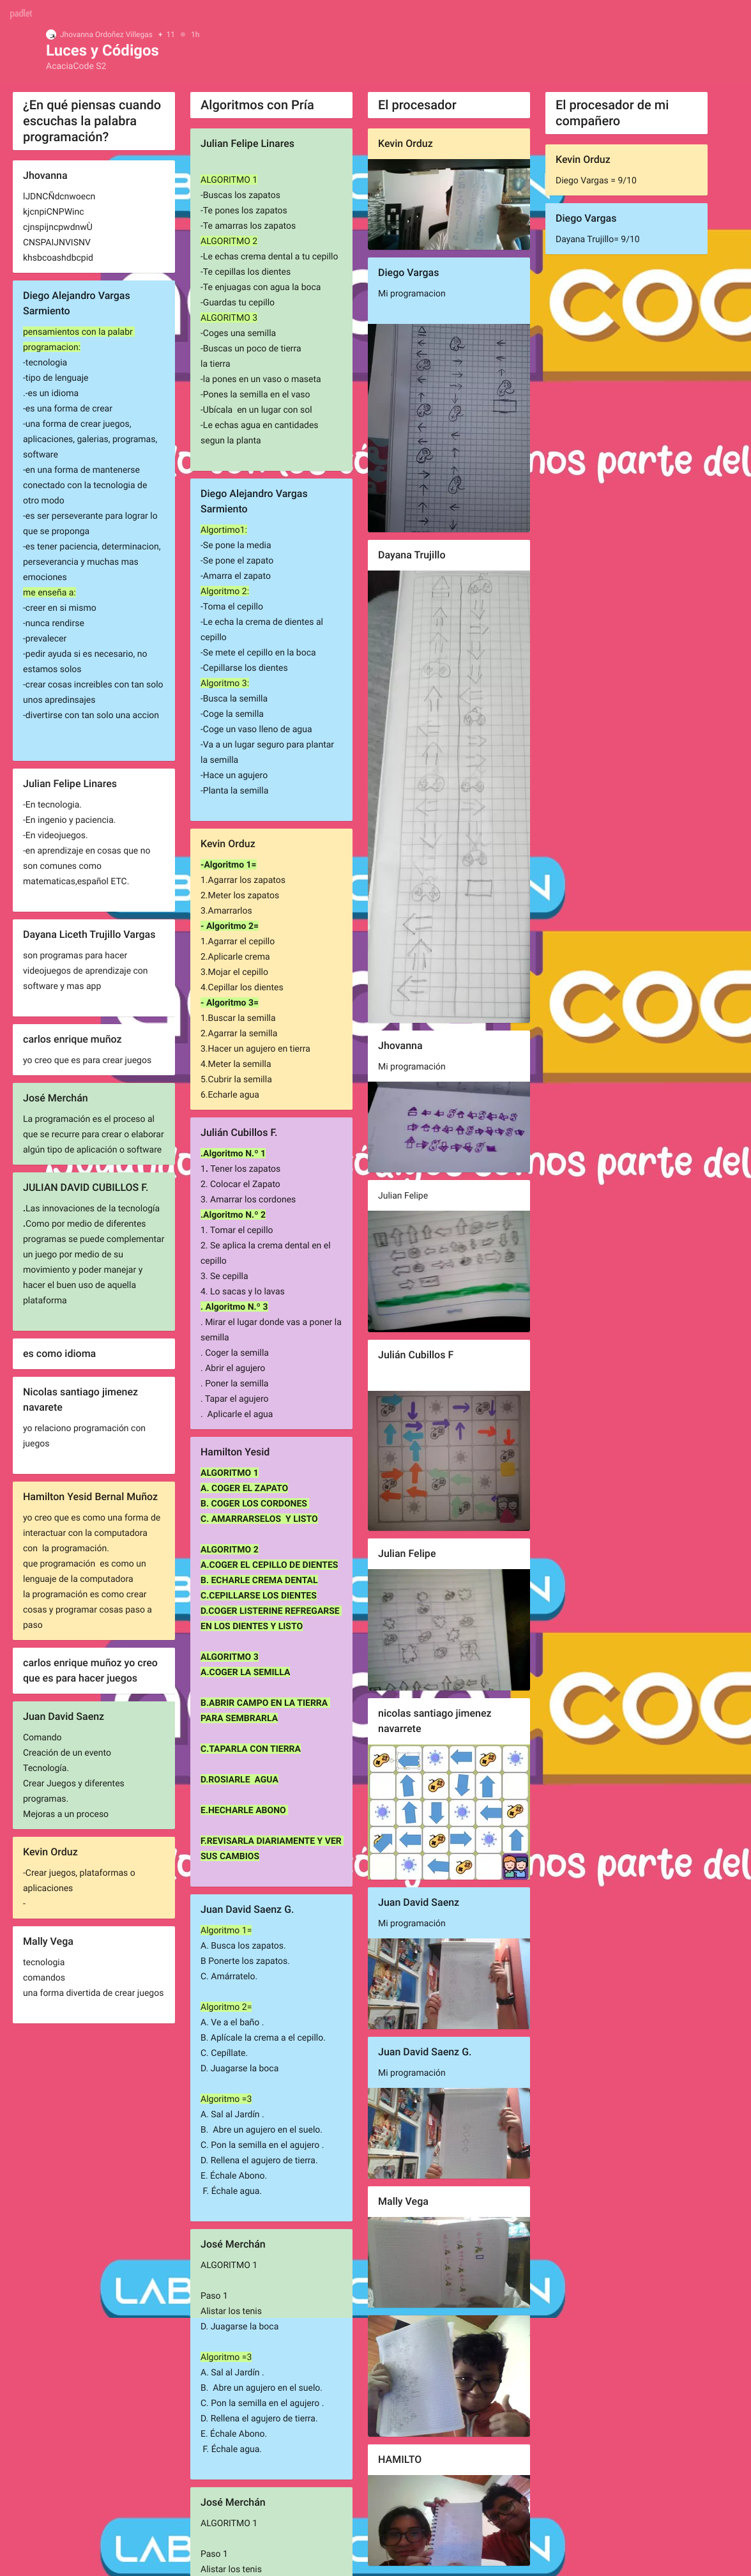 padlet
Jhovanna Ordoñez Villegas + 11 1h
Luces y Códigos
AcaciaCode S2
¿En qué piensas cuando
escuchas la palabra
programación?
Jhovanna
IJDNCÑdcnwoecn
kjcnpiCNPWinc
cjnspijncpwdnwÙ
CNSPAIJNVISNV
khsbcoashdbcpid
Diego Alejandro Vargas
Sarmiento
pensamientos con la palabr
programacion:
-tecnologia
-tipo de lenguaje
.-es un idioma
-es una forma de crear
-una forma de crear juegos,
aplicaciones, galerias, programas,
software
-en una forma de mantenerse
conectado con la tecnologia de
otro modo
-es ser perseverante para lograr lo
que se proponga
-es tener paciencia, determinacion,
perseverancia y muchas mas
emociones
me enseña a:
-creer en si mismo
-nunca rendirse
-prevalecer
-pedir ayuda si es necesario, no
estamos solos
-crear cosas increibles con tan solo
unos apredinsajes
-divertirse con tan solo una accion
Julian Felipe Linares
-En tecnologia.
-En ingenio y paciencia.
-En videojuegos.
-en aprendizaje en cosas que no
son comunes como
matematicas,español ETC.
Dayana Liceth Trujillo Vargas
son programas para hacer
videojuegos de aprendizaje con
software y mas app
carlos enrique muñoz
yo creo que es para crear juegos
José Merchán
La programación es el proceso al
que se recurre para crear o elaborar
algún tipo de aplicación o software
JULIAN DAVID CUBILLOS F.
.Las innovaciones de la tecnología
.Como por medio de diferentes
programas se puede complementar
un juego por medio de su
movimiento y poder manejar y
hacer el buen uso de aquella
plataforma
es como idioma
Nicolas santiago jimenez
navarete
yo relaciono programación con
juegos
Hamilton Yesid Bernal Muñoz
yo creo que es como una forma de
interactuar con la computadora
con la programación.
que programación es como un
lenguaje de la computadora
la programación es como crear
cosas y programar cosas paso a
paso
carlos enrique muñoz yo creo
que es para hacer juegos
Juan David Saenz
Comando
Creación de un evento
Tecnología.
Crear Juegos y diferentes
programas.
Mejoras a un proceso
Kevin Orduz
-Crear juegos, plataformas o
aplicaciones
-
Mally Vega
tecnologia
comandos
una forma divertida de crear juegos
Algoritmos con Pría
Julian Felipe Linares
ALGORITMO 1
-Buscas los zapatos
-Te pones los zapatos
-Te amarras los zapatos
ALGORITMO 2
-Le echas crema dental a tu cepillo
-Te cepillas los dientes
-Te enjuagas con agua la boca
-Guardas tu cepillo
ALGORITMO 3
-Coges una semilla
-Buscas un poco de tierra
la tierra
-la pones en un vaso o maseta
-Pones la semilla en el vaso
-Ubícala en un lugar con sol
-Le echas agua en cantidades
segun la planta
Diego Alejandro Vargas
Sarmiento
Algortimo1:
-Se pone la media
-Se pone el zapato
-Amarra el zapato
Algoritmo 2:
-Toma el cepillo
-Le echa la crema de dientes al
cepillo
-Se mete el cepillo en la boca
-Cepillarse los dientes
Algoritmo 3:
-Busca la semilla
-Coge la semilla
-Coge un vaso lleno de agua
-Va a un lugar seguro para plantar
la semilla
-Hace un agujero
-Planta la semilla
Kevin Orduz
-Algoritmo 1=
1.Agarrar los zapatos
2.Meter los zapatos
3.Amarrarlos
- Algoritmo 2=
1.Agarrar el cepillo
2.Aplicarle crema
3.Mojar el cepillo
4.Cepillar los dientes
- Algoritmo 3=
1.Buscar la semilla
2.Agarrar la semilla
3.Hacer un agujero en tierra
4.Meter la semilla
5.Cubrir la semilla
6.Echarle agua
Julián Cubillos F.
.Algoritmo N.º 1
1. Tener los zapatos
2. Colocar el Zapato
3. Amarrar los cordones
.Algoritmo N.º 2
1. Tomar el cepillo
2. Se aplica la crema dental en el
cepillo
3. Se cepilla
4. Lo sacas y lo lavas
. Algoritmo N.º 3
. Mirar el lugar donde vas a poner la
semilla
. Coger la semilla
. Abrir el agujero
. Poner la semilla
. Tapar el agujero
. Aplicarle el agua
Hamilton Yesid
ALGORITMO 1
A. COGER EL ZAPATO
B. COGER LOS CORDONES
C. AMARRARSELOS Y LISTO
ALGORITMO 2
A.COGER EL CEPILLO DE DIENTES
B. ECHARLE CREMA DENTAL
C.CEPILLARSE LOS DIENTES
D.COGER LISTERINE REFREGARSE
EN LOS DIENTES Y LISTO
ALGORITMO 3
A.COGER LA SEMILLA
B.ABRIR CAMPO EN LA TIERRA
PARA SEMBRARLA
C.TAPARLA CON TIERRA
D.ROSIARLE AGUA
E.HECHARLE ABONO
F.REVISARLA DIARIAMENTE Y VER
SUS CAMBIOS
Juan David Saenz G.
Algoritmo 1=
A. Busca los zapatos.
B Ponerte los zapatos.
C. Amárratelo.
Algoritmo 2=
A. Ve a el baño .
B. Aplícale la crema a el cepillo.
C. Cepíllate.
D. Juagarse la boca
Algoritmo =3
A. Sal al Jardín .
B. Abre un agujero en el suelo.
C. Pon la semilla en el agujero .
D. Rellena el agujero de tierra.
E. Échale Abono.
F. Échale agua.
José Merchán
ALGORITMO 1
Paso 1
Alistar los tenis
D. Juagarse la boca
Algoritmo =3
A. Sal al Jardín .
B. Abre un agujero en el suelo.
C. Pon la semilla en el agujero .
D. Rellena el agujero de tierra.
E. Échale Abono.
F. Échale agua.
José Merchán
ALGORITMO 1
Paso 1
Alistar los tenis
El procesador
Kevin Orduz
Diego Vargas
Mi programacion
Dayana Trujillo
Jhovanna
Mi programación
Julian Felipe
Julián Cubillos F
Julian Felipe
nicolas santiago jimenez
navarrete
Juan David Saenz
Mi programación
Juan David Saenz G.
Mi programación
Mally Vega
HAMILTO
El procesador de mi
compañero
Kevin Orduz
Diego Vargas = 9/10
Diego Vargas
Dayana Trujillo= 9/10